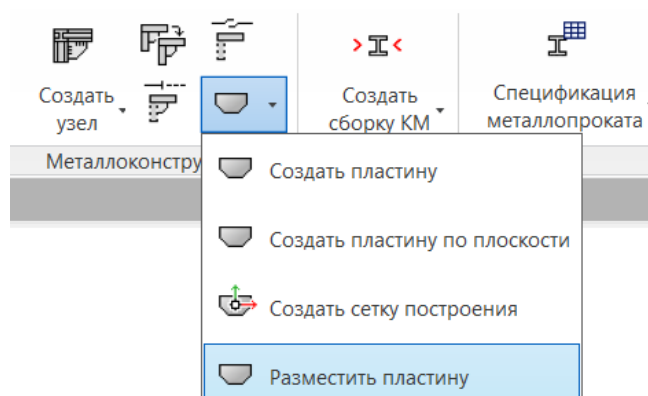 Создать
узел
Создать
сборку КМ
Спецификация
металлопроката
Металлоконстру
Создать пластину
Создать пластину по плоскости
Создать сетку построения
Разместить пластину